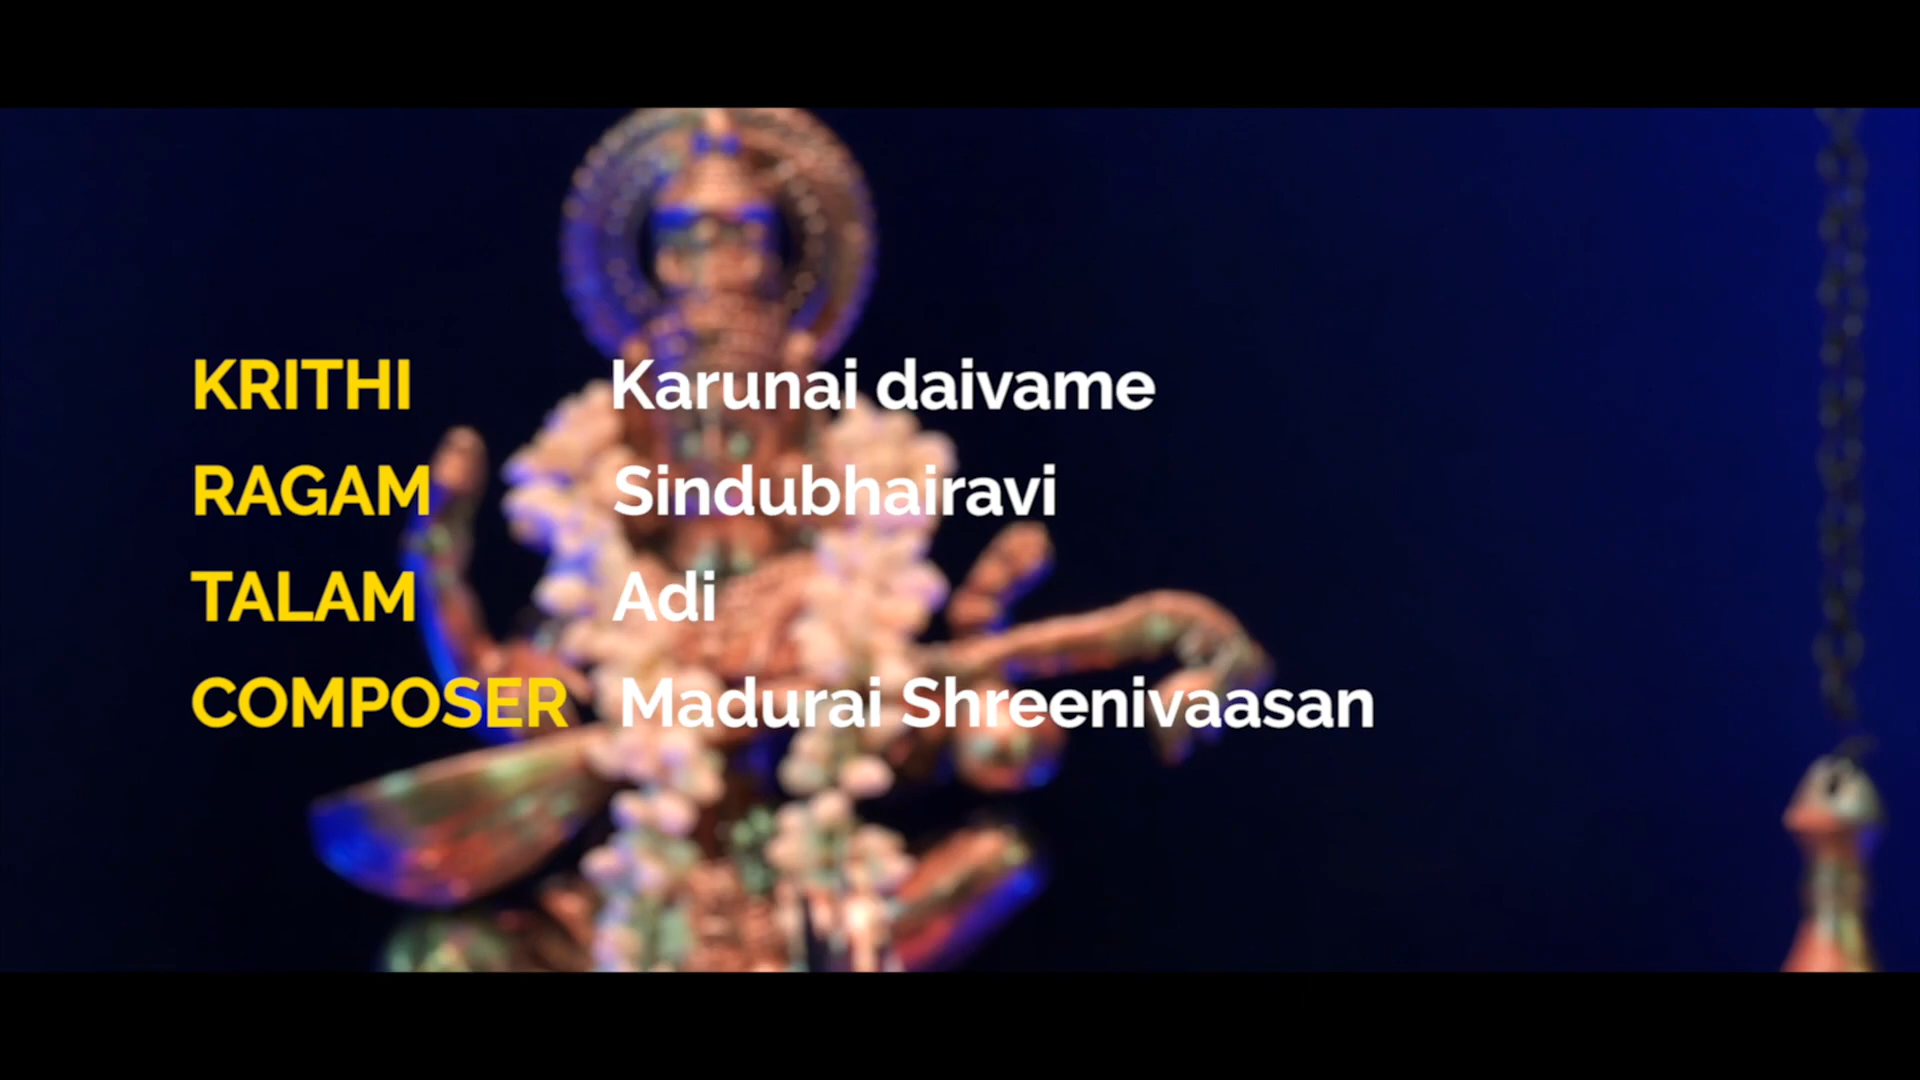 KRITHI Karunai daivame
RAGAM Sindubhairavi
TALAM Adi
COMPOSER Madurai Shreenivaasan